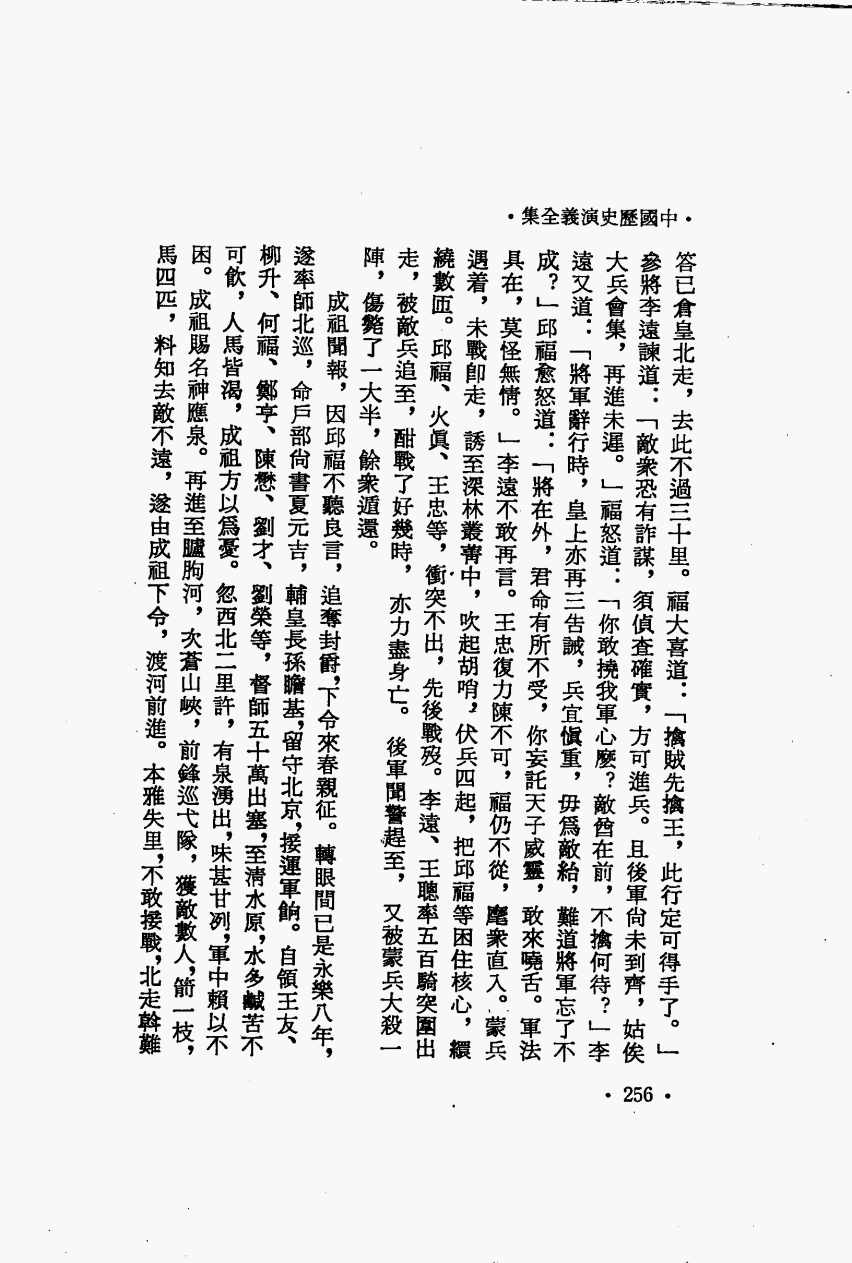 •中國歷史演義全集•
答已倉皇北走，去此不過三十里。福大喜道：「擒賊先擒王，此行定可得手了。」
參將李遠諫道：「敵衆恐有詐謀，須偵查確實，方可進兵。且後軍尙未到齊，姑俟
大兵會集，再進未遲。」福怒道：「你敢撓我軍心麼？敵酋在前，不擒何待？」李
遠又道：「將軍辭行時，皇上亦再三告誡，兵宜愼重，毋爲敵紿，難道將軍忘了不
成？」邱福愈怒道：「將在外，君命有所不受，你妄託天子威靈，敢來曉舌。軍法
具在，莫怪無情。」李遠不敢再言。王忠復力陳不可，福仍不從，麾衆直入。蒙兵
遇着，未戰卽走，誘至深林叢菁中，吹起胡哨，伏兵四起，把邱福等困住核心，繯
繞數匝。邱福、火眞、王忠等，衝突不出，先後戰歿。李遠、王聰率五百騎突圍出
走，被敵兵追至，酣戰了好幾時，亦力盡身亡。後軍聞警趕至，又被蒙兵大殺一
陣，傷斃了一大半，餘衆遁還。
成祖聞報，因邱福不聽良言，追奪封爵，下令來春親征。轉眼間已是永樂八年，
遂率師北巡，命戶部尙書夏元吉，輔皇長孫瞻基，留守北京，接運軍餉。自領王友、
柳升、何福、鄭亨、陳懋、劉才、劉榮等，督師五十萬出塞，至清水原，水多鹹苦不
可飲，人馬皆渴，成祖方以爲憂。忽西北二里許，有泉湧出，味甚甘冽，軍中賴以不
困。成祖賜名神應泉。再進至臚朐河，次蒼山峽，前鋒巡弋隊，獲敵數人，箭一枝，
馬四匹，料知去敵不遠，遂由成祖下令，渡河前進。本雅失里，不敢接戰，北走斡難
•256•